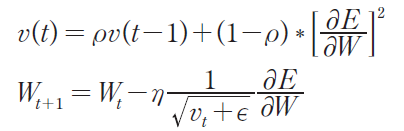 v(t) = ρv(t−1) + (1−ρ) * [∂E/∂W]²
W_{t+1} = W_t − η 1/√(v_t + ϵ) ∂E/∂W